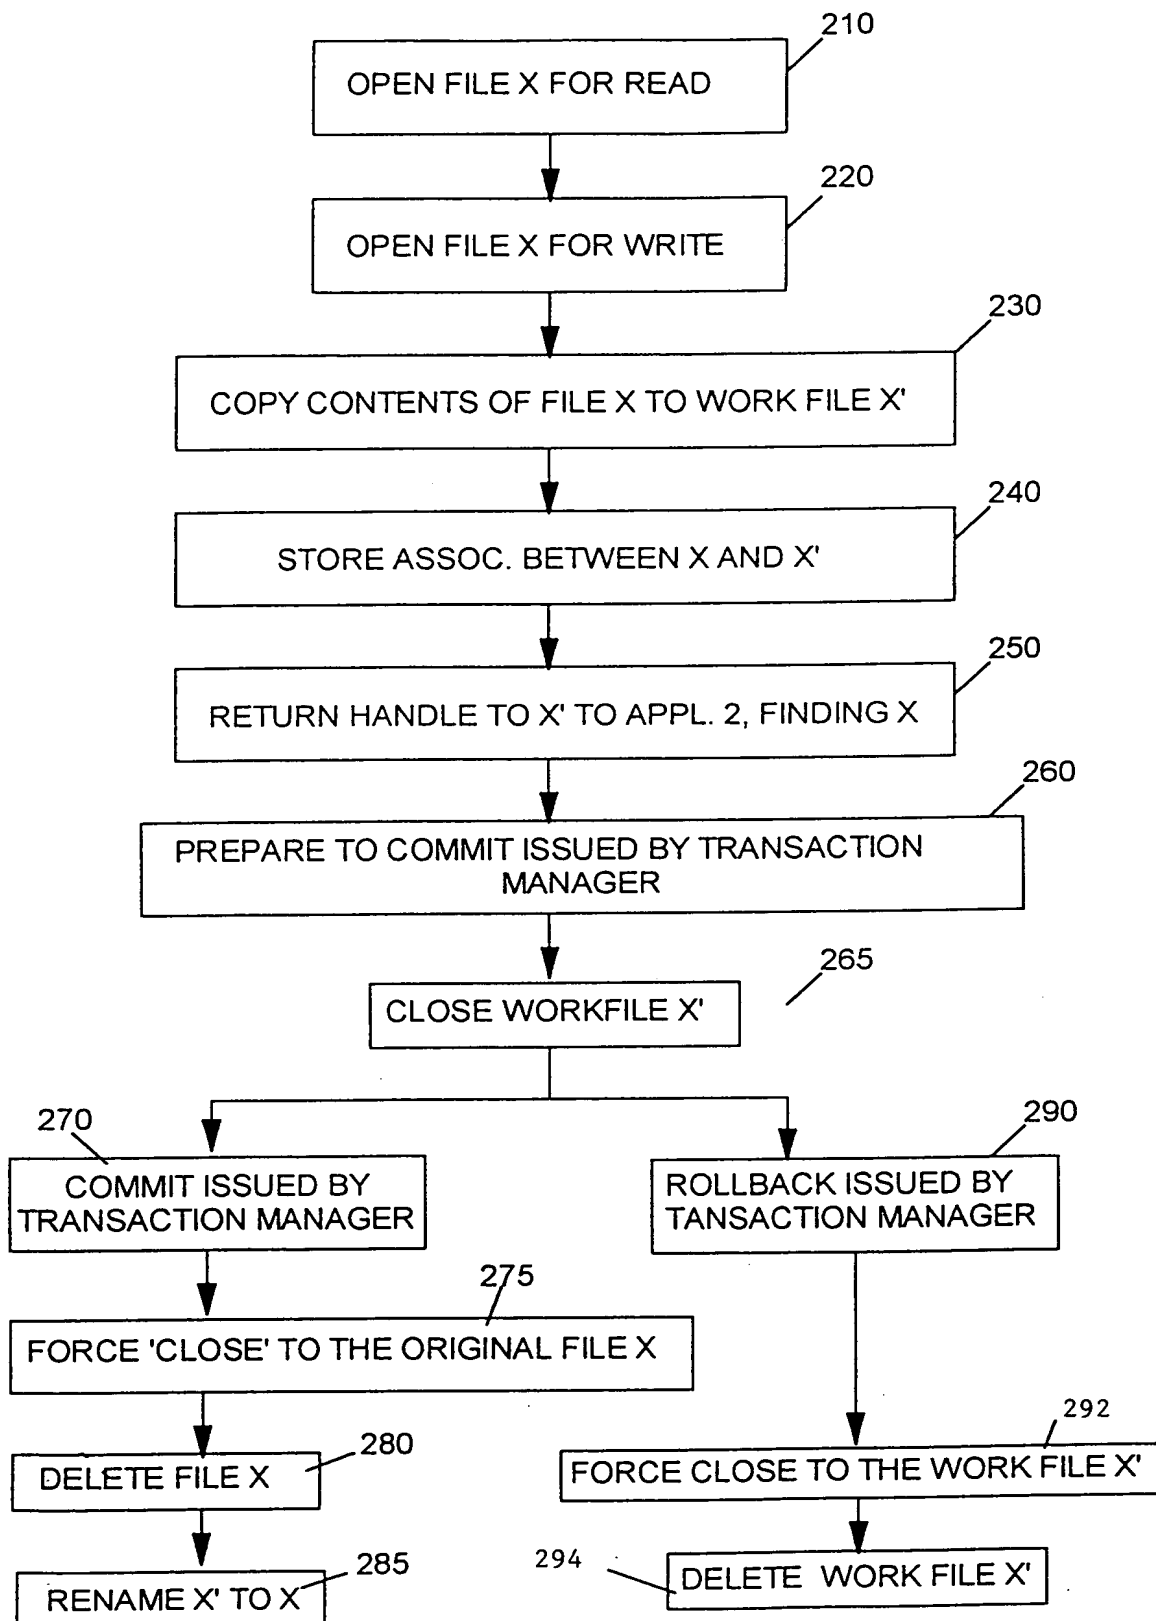 210
OPEN FILE X FOR READ
220
OPEN FILE X FOR WRITE
230
COPY CONTENTS OF FILE X TO WORK FILE X'
240
STORE ASSOC. BETWEEN X AND X'
250
RETURN HANDLE TO X' TO APPL. 2, FINDING X
260
PREPARE TO COMMIT ISSUED BY TRANSACTION
MANAGER
265
CLOSE WORKFILE X'
270
COMMIT ISSUED BY
TRANSACTION MANAGER
290
ROLLBACK ISSUED BY
TANSACTION MANAGER
275
FORCE 'CLOSE' TO THE ORIGINAL FILE X
280
DELETE FILE X
292
FORCE CLOSE TO THE WORK FILE X'
285
RENAME X' TO X
294
DELETE WORK FILE X'